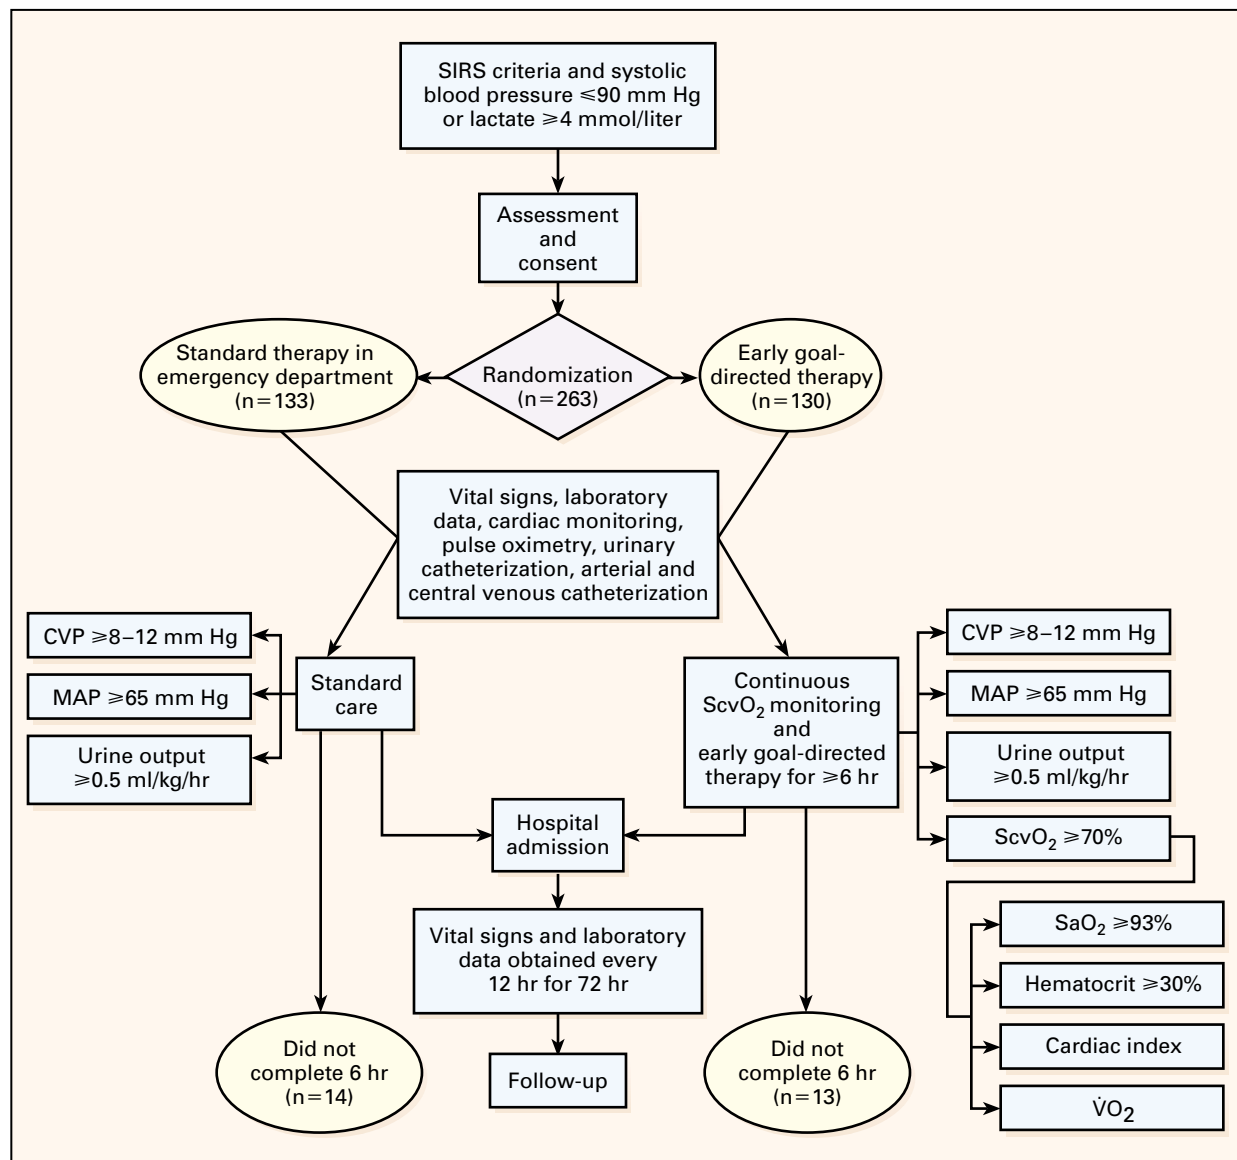 SIRS criteria and systolic
blood pressure ≤90 mm Hg
or lactate ≥4 mmol/liter
Assessment
and
consent
Randomization
(n=263)
Standard therapy in
emergency department
(n=133)
Early goal-
directed therapy
(n=130)
Vital signs, laboratory
data, cardiac monitoring,
pulse oximetry, urinary
catheterization, arterial and
central venous catheterization
Standard
care
CVP ≥8–12 mm Hg
MAP ≥65 mm Hg
Urine output
≥0.5 ml/kg/hr
Continuous
ScvO₂ monitoring
and
early goal-directed
therapy for ≥6 hr
CVP ≥8–12 mm Hg
MAP ≥65 mm Hg
Urine output
≥0.5 ml/kg/hr
ScvO₂ ≥70%
SaO₂ ≥93%
Hematocrit ≥30%
Cardiac index
V̇O₂
Hospital
admission
Vital signs and laboratory
data obtained every
12 hr for 72 hr
Follow-up
Did not
complete 6 hr
(n=14)
Did not
complete 6 hr
(n=13)